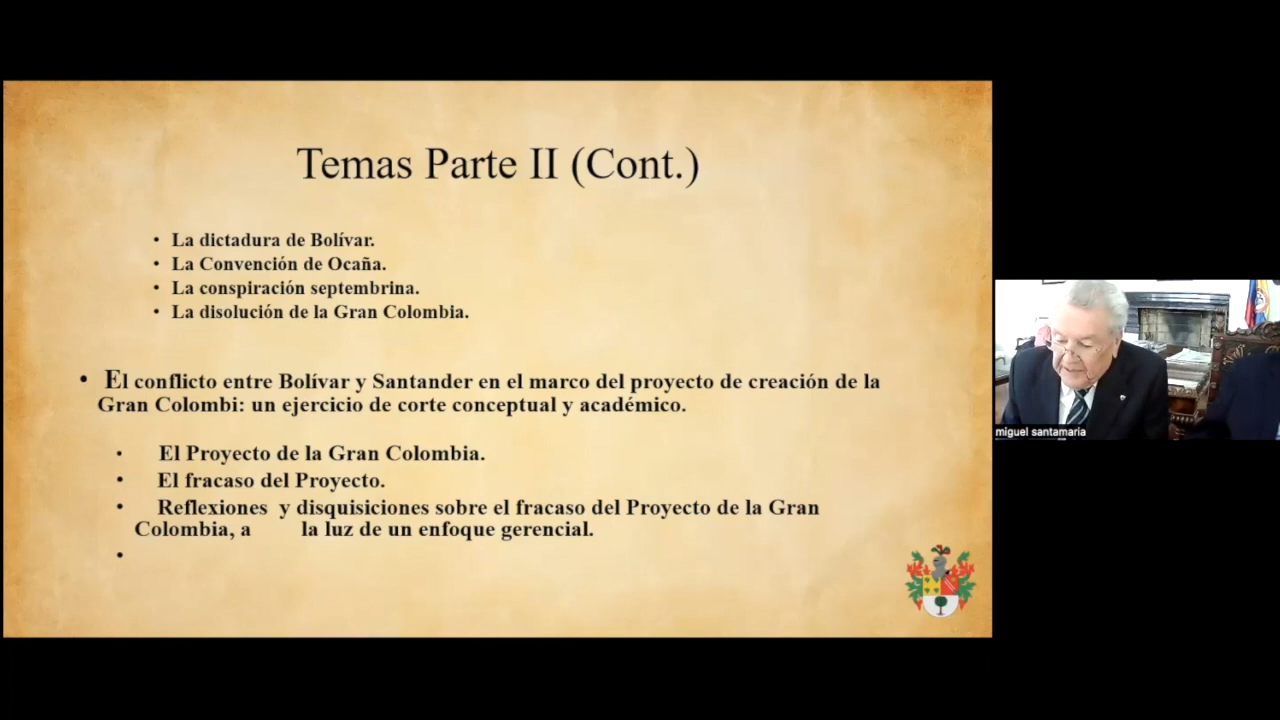 Temas Parte II (Cont.)
• La dictadura de Bolívar.
• La Convención de Ocaña.
• La conspiración septembrina.
• La disolución de la Gran Colombia.
• El conflicto entre Bolívar y Santander en el marco del proyecto de creación de la
Gran Colombi: un ejercicio de corte conceptual y académico.
• El Proyecto de la Gran Colombia.
• El fracaso del Proyecto.
• Reflexiones y disquisiciones sobre el fracaso del Proyecto de la Gran
Colombia, a la luz de un enfoque gerencial.
•
miguel santamaria